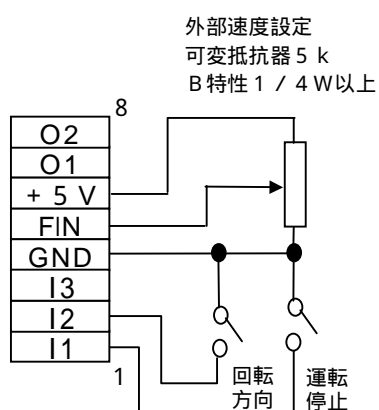 外部速度設定
可変抵抗器５ｋ
Ｂ特性１／４Ｗ以上
8
O2
O1
+５V
FIN
GND
I3
I2
I1
1
回転
方向
運転
停止